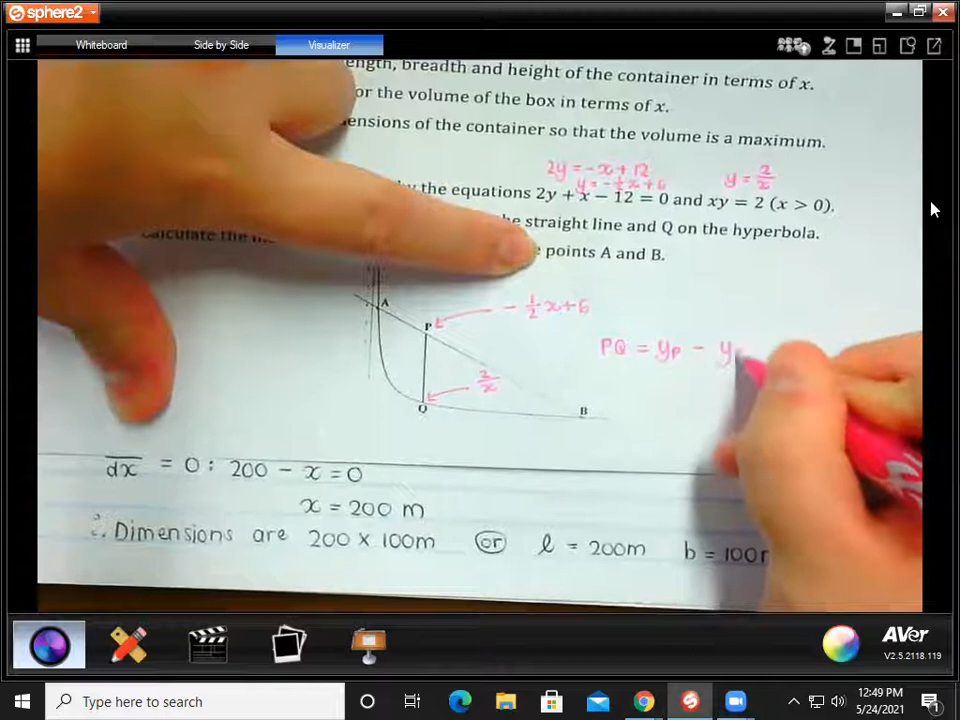 sphere2
Whiteboard Side by Side Visualizer
ength, breadth and height of the container in terms of x.
or the volume of the box in terms of x.
ensions of the container so that the volume is a maximum.
2y = -x + 12
y = -1/2x + 6
y = 2/x
the equations 2y + x − 12 = 0 and xy = 2 (x > 0).
straight line and Q on the hyperbola.
points A and B.
A
- 1/2 x + 6
P
PQ = yP - y
2/x
Q
B
dx = 0 : 200 - x = 0
x = 200 m
∴ Dimensions are 200 x 100m or l = 200m b = 100
AVer
V2.5.2118.119
Type here to search
12:49 PM
5/24/2021
1